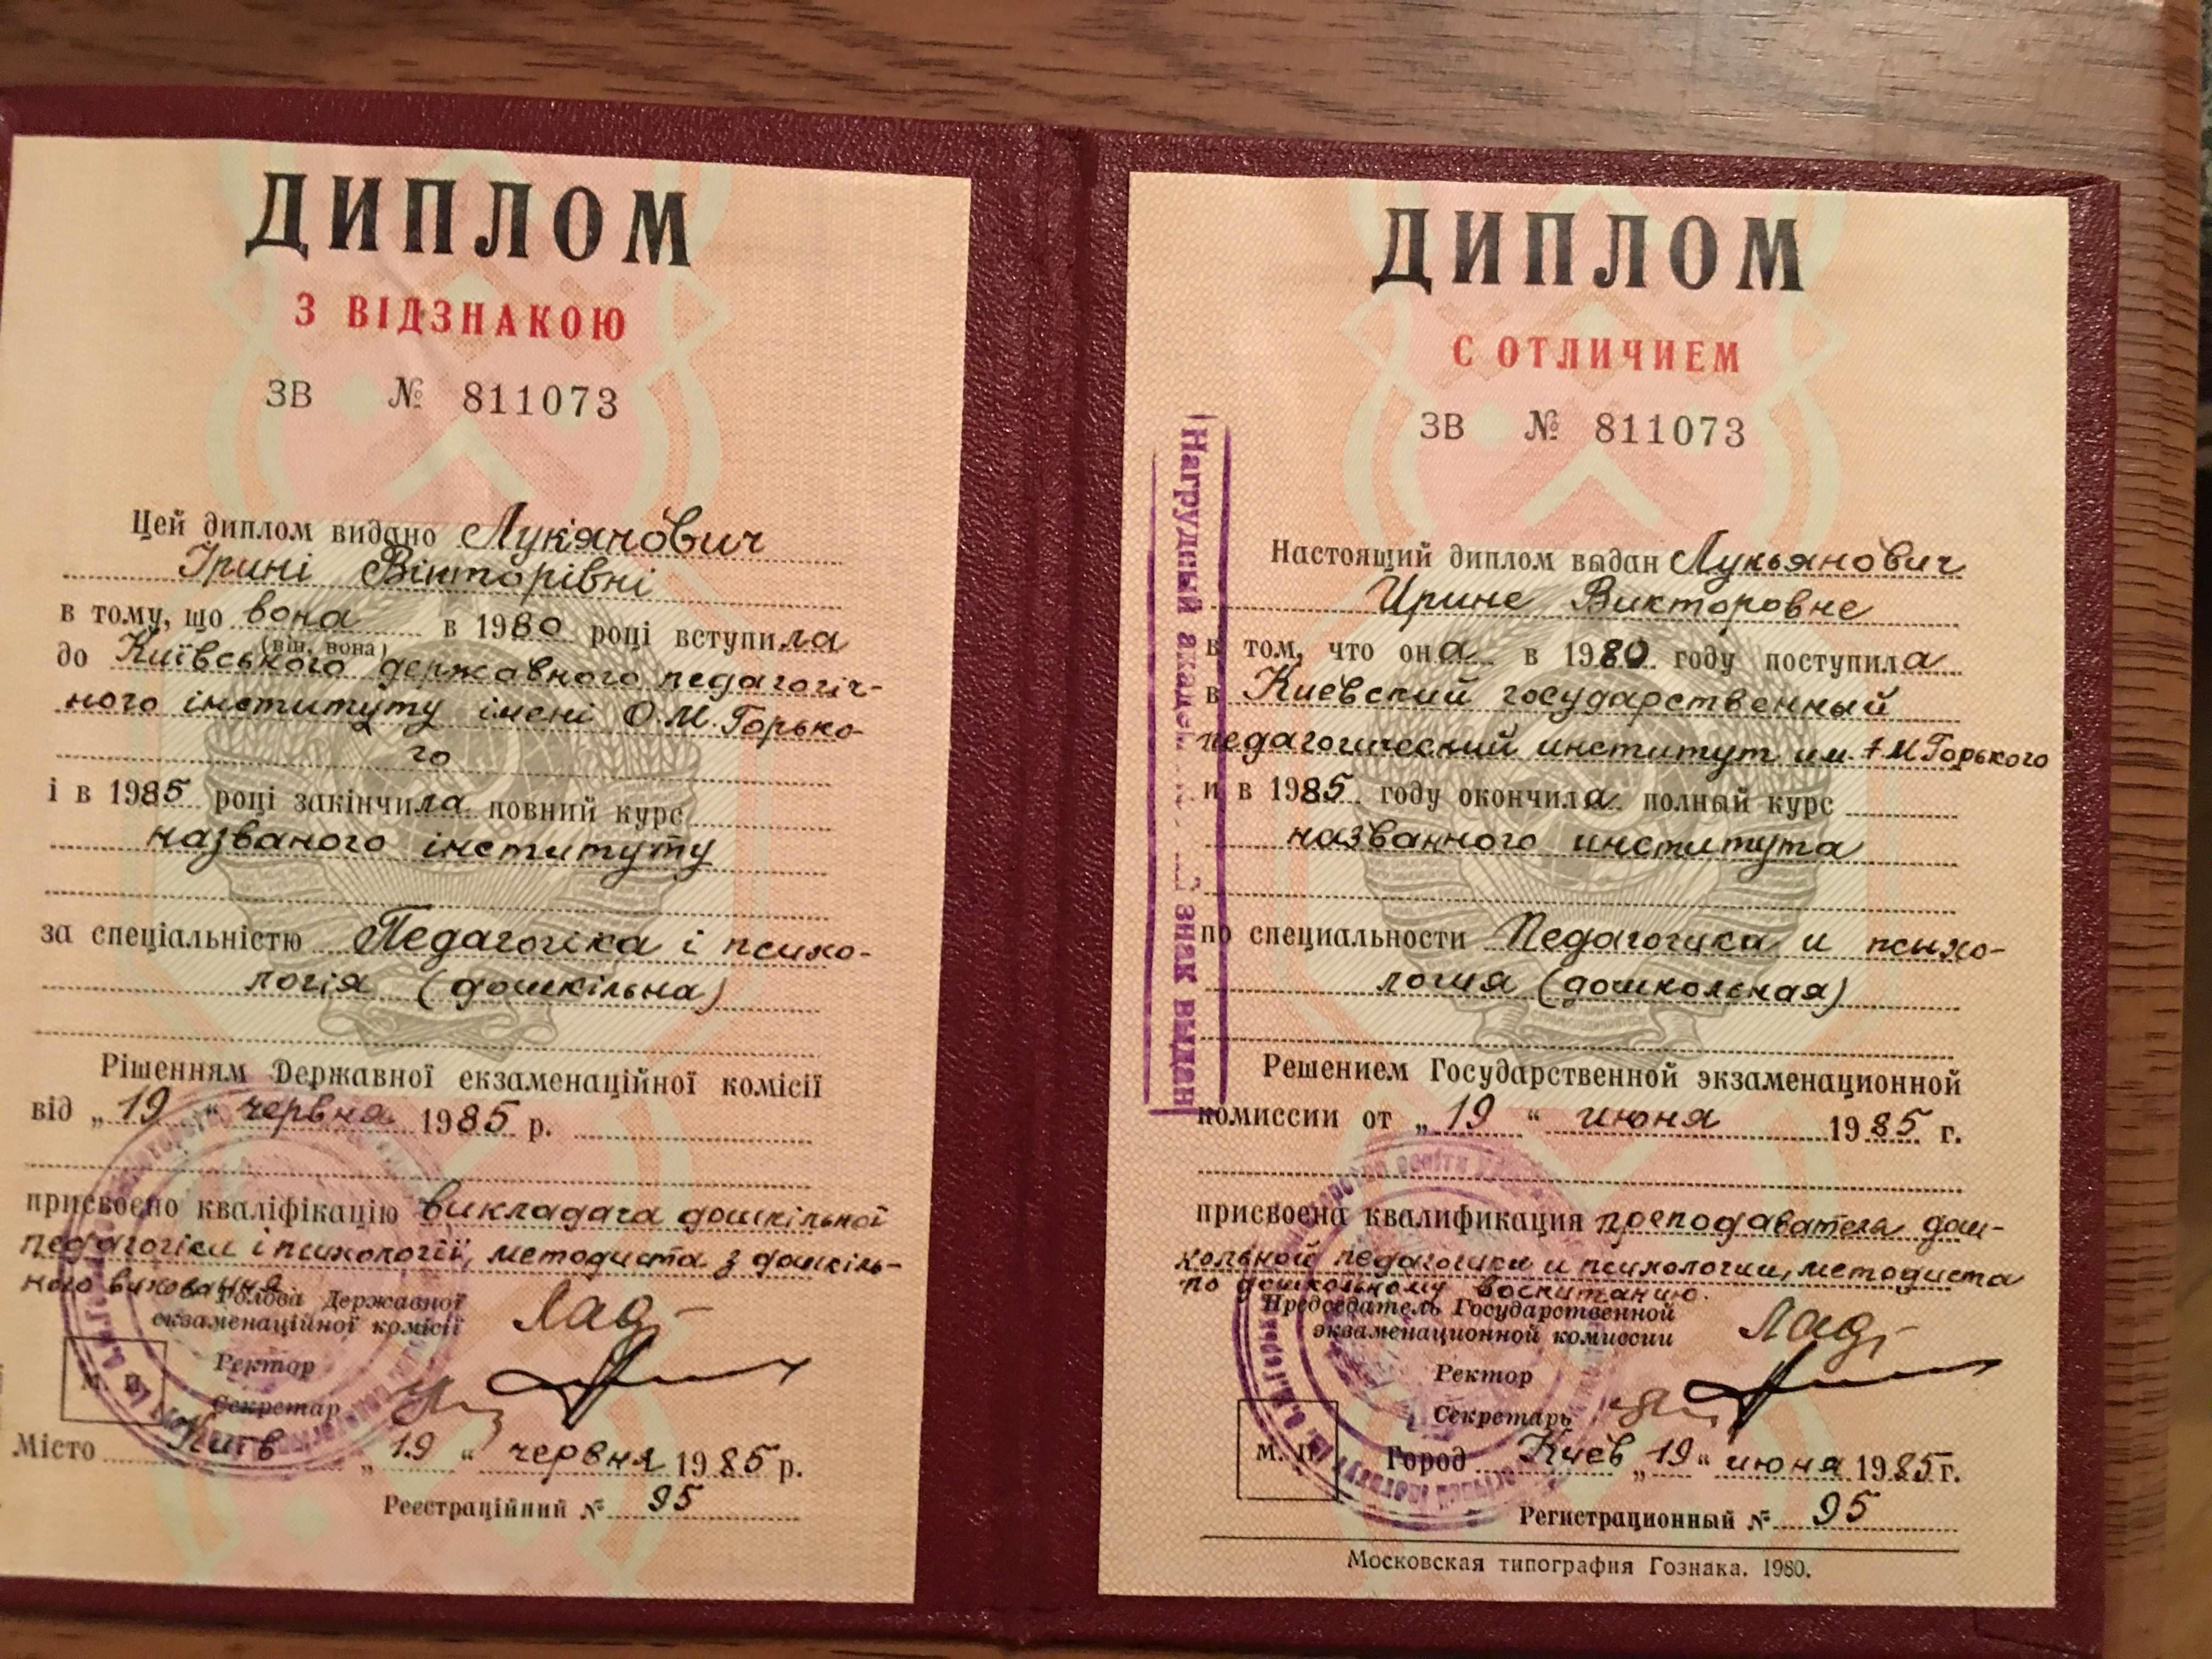 ДИПЛОМ
З ВІДЗНАКОЮ
ЗВ № 811073
Цей диплом видано Лук'янович
Ірині Вікторівні
в тому, що вона в 1980 році вступила
(він, вона)
до Київського державного педагогіч-
ного інституту імені О.М. Горько-
го
і в 1985 році закінчила повний курс
названого інституту
за спеціальністю Педагогіка і психо-
логія (дошкільна)
Рішенням Державної екзаменаційної комісії
від „19“ червня 1985 р.
присвоєно кваліфікацію викладача дошкільної
педагогіки і психології, методиста з дошкіль-
ного виховання
Голова Державної
екзаменаційної комісії
Ректор
Секретар
М. П.
Місто Київ „19“ червня 1985 р.
Реєстраційний № 95
ДИПЛОМ
С ОТЛИЧИЕМ
ЗВ № 811073
Настоящий диплом выдан Лукьянович
Ирине Викторовне
в том, что она в 1980 году поступила
в Киевский государственный
педагогический институт им. А М Горького
и в 1985 году окончила полный курс
названного института
по специальности Педагогика и психо-
логия (дошкольная)
Решением Государственной экзаменационной
комиссии от „19“ июня 1985 г.
присвоена квалификация преподавателя дош-
кольной педагогики и психологии, методиста
по дошкольному воспитанию.
Председатель Государственной
экзаменационной комиссии
Ректор
Секретарь
М. П.
Город Киев „19“ июня 1985 г.
Регистрационный № 95
Московская типография Гознака. 1980.
Нагрудный знак выдан